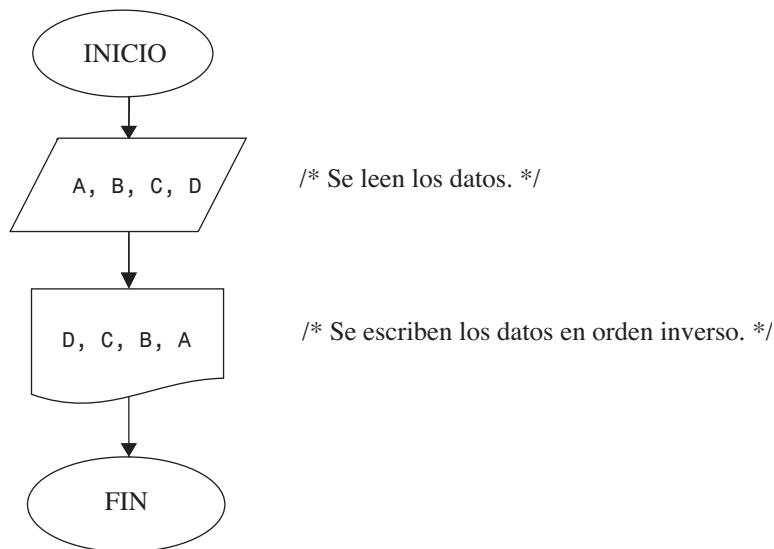 INICIO
A, B, C, D
/* Se leen los datos. */
D, C, B, A
/* Se escriben los datos en orden inverso. */
FIN